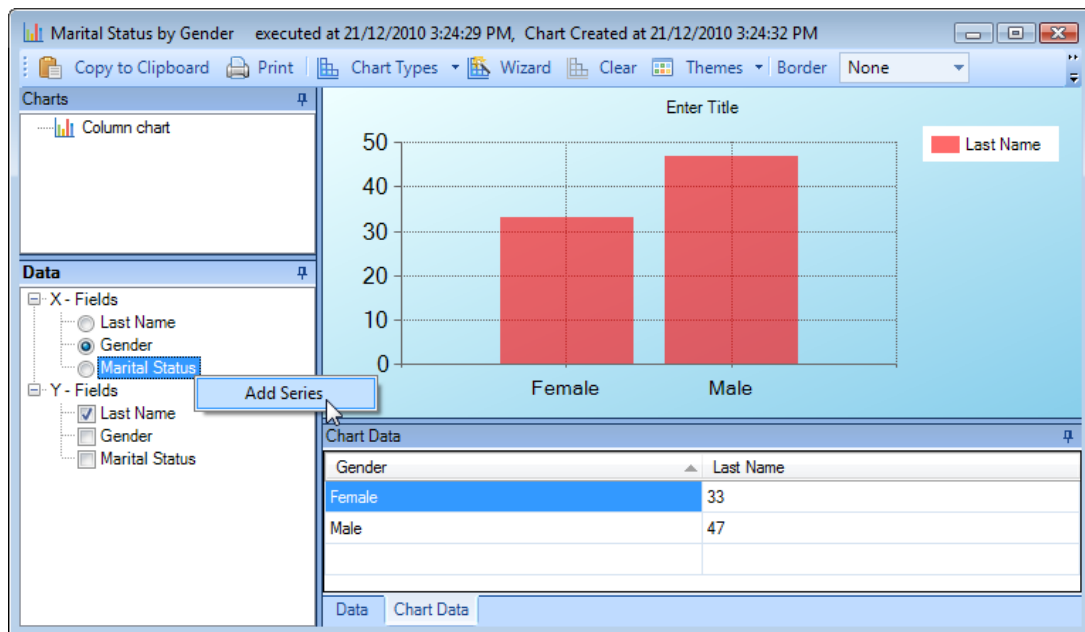 Marital Status by Gender executed at 21/12/2010 3:24:29 PM, Chart Created at 21/12/2010 3:24:32 PM
Copy to Clipboard Print Chart Types Wizard Clear Themes Border None
Charts
Column chart
Data
X - Fields
Last Name
Gender
Marital Status
Add Series
Y - Fields
Last Name
Gender
Marital Status
Enter Title
Last Name
50
40
30
20
10
0
Female Male
Chart Data
Gender Last Name
Female 33
Male 47
Data Chart Data